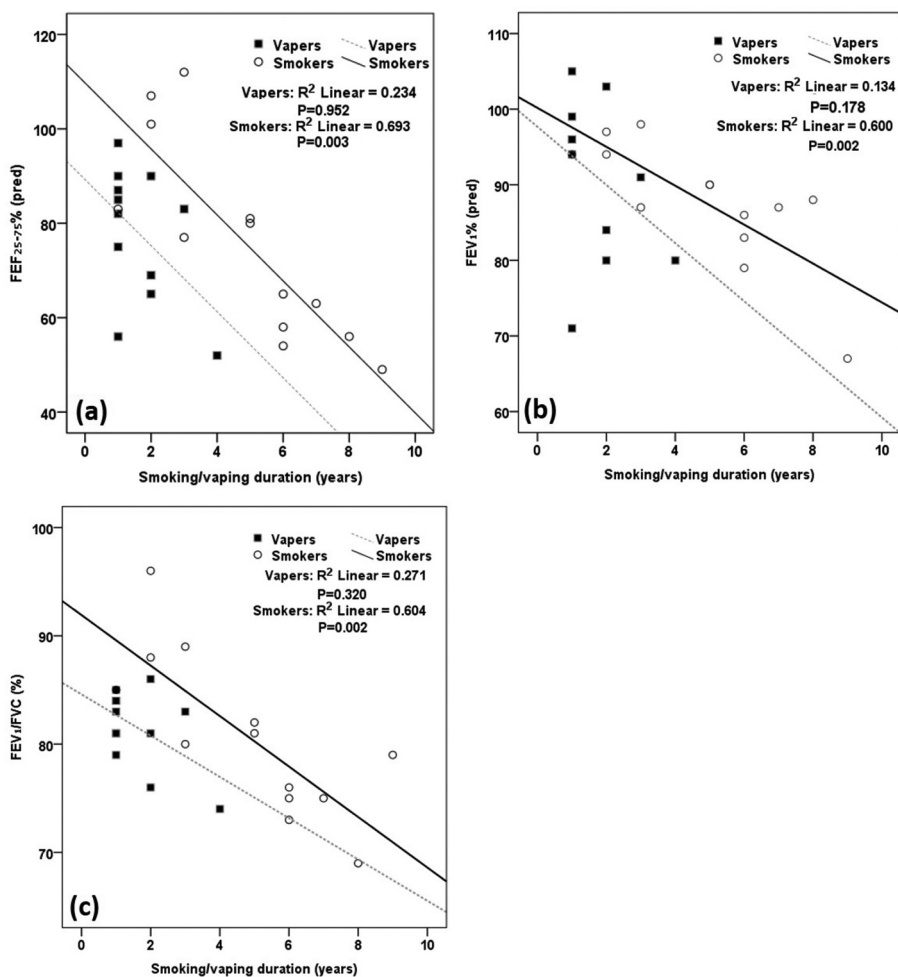 120
100
80
60
40
FEF25-75% (pred)
Vapers Vapers
Smokers Smokers
Vapers: R2 Linear = 0.234
P=0.952
Smokers: R2 Linear = 0.693
P=0.003
(a)
0 2 4 6 8 10
Smoking/vaping duration (years)
110
100
90
80
70
60
FEV1% (pred)
Vapers Vapers
Smokers Smokers
Vapers: R2 Linear = 0.134
P=0.178
Smokers: R2 Linear = 0.600
P=0.002
(b)
0 2 4 6 8 10
Smoking/vaping duration (years)
100
90
80
70
FEV1/FVC (%)
Vapers Vapers
Smokers Smokers
Vapers: R2 Linear = 0.271
P=0.320
Smokers: R2 Linear = 0.604
P=0.002
(c)
0 2 4 6 8 10
Smoking/vaping duration (years)